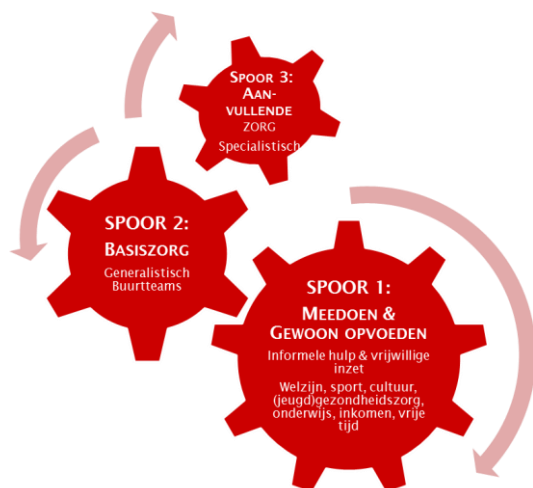 SPOOR 3:
AAN-
VULLENDE
ZORG
Specialistisch
SPOOR 2:
BASISZORG
Generalistisch
Buurtteams
SPOOR 1:
MEEDOEN &
GEWOON OPVOEDEN
Informele hulp & vrijwillige
inzet
Welzijn, sport, cultuur,
(jeugd)gezondheidszorg,
onderwijs, inkomen, vrije
tijd